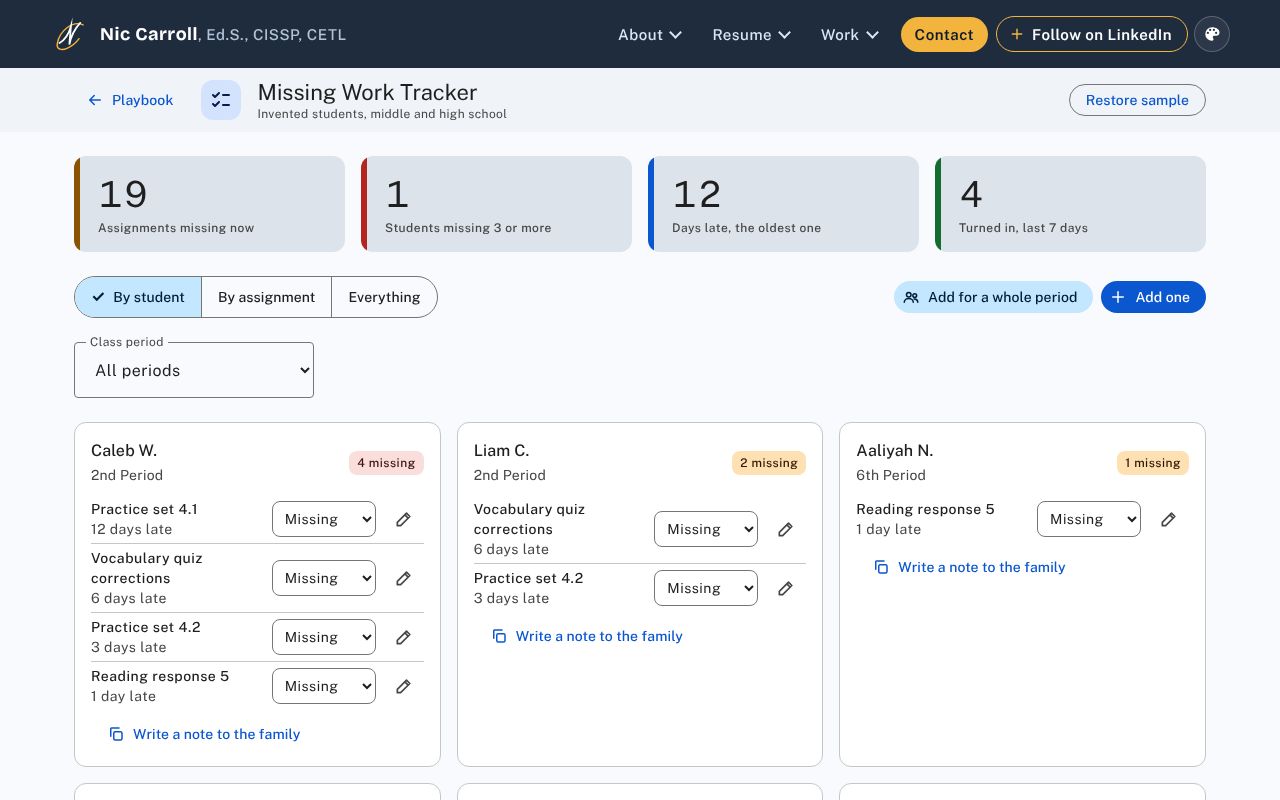 Nic Carroll, Ed.S., CISSP, CETL
About
Resume
Work
Contact
Follow on LinkedIn
Playbook
Missing Work Tracker
Invented students, middle and high school
Restore sample
19
Assignments missing now
1
Students missing 3 or more
12
Days late, the oldest one
4
Turned in, last 7 days
By student
By assignment
Everything
Add for a whole period
Add one
Class period
All periods
Caleb W.
2nd Period
4 missing
Practice set 4.1
12 days late
Missing
Vocabulary quiz
corrections
6 days late
Missing
Practice set 4.2
3 days late
Missing
Reading response 5
1 day late
Missing
Write a note to the family
Liam C.
2nd Period
2 missing
Vocabulary quiz
corrections
6 days late
Missing
Practice set 4.2
3 days late
Missing
Write a note to the family
Aaliyah N.
6th Period
1 missing
Reading response 5
1 day late
Missing
Write a note to the family